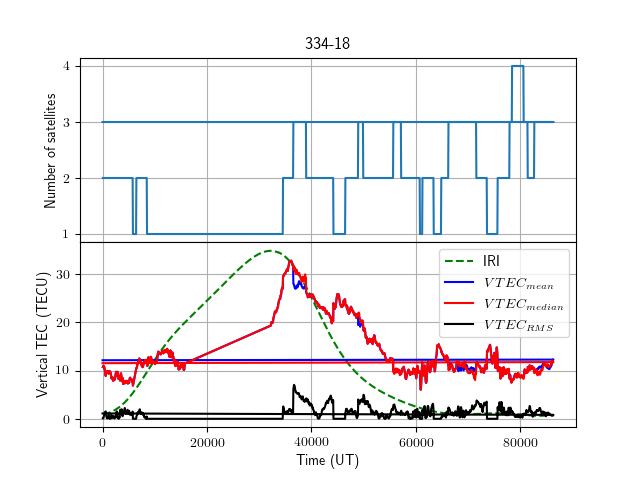 334-18
Number of satellites
4
3
2
1
Vertical TEC (TECU)
30
20
10
0
IRI
VTEC_mean
VTEC_median
VTEC_RMS
0 20000 40000 60000 80000
Time (UT)